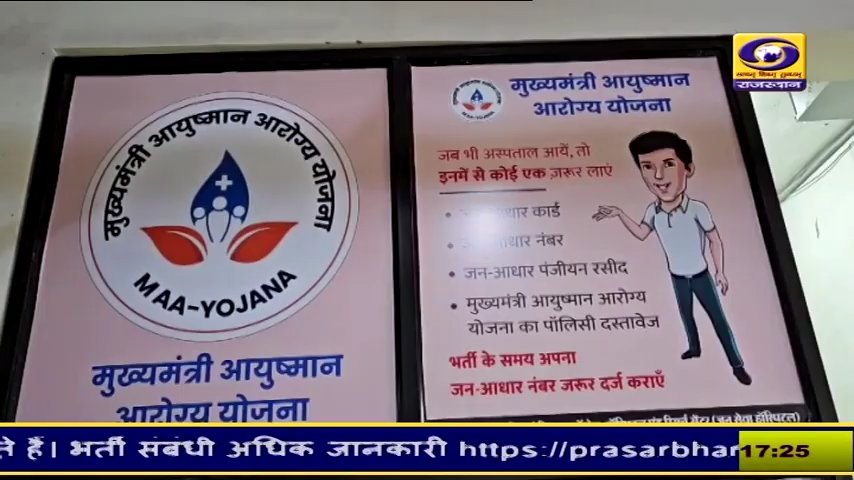 मुख्यमंत्री आयुष्मान आरोग्य योजना
MAA-YOJANA
मुख्यमंत्री आयुष्मान
आरोग्य योजना
मुख्यमंत्री आयुष्मान
आरोग्य योजना
जब भी अस्पताल आयें, तो
इनमें से कोई एक ज़रूर लाएं
कार्ड
नंबर
जन-आधार पंजीयन रसीद
मुख्यमंत्री आयुष्मान आरोग्य
योजना का पॉलिसी दस्तावेज
भर्ती के समय अपना
जन-आधार नंबर जरूर दर्ज कराएँ
(जन सेवा हॉस्पिटल)
राजस्थान
हैं। भर्ती संबंधी अधिक जानकारी https://prasarbhar
17:25